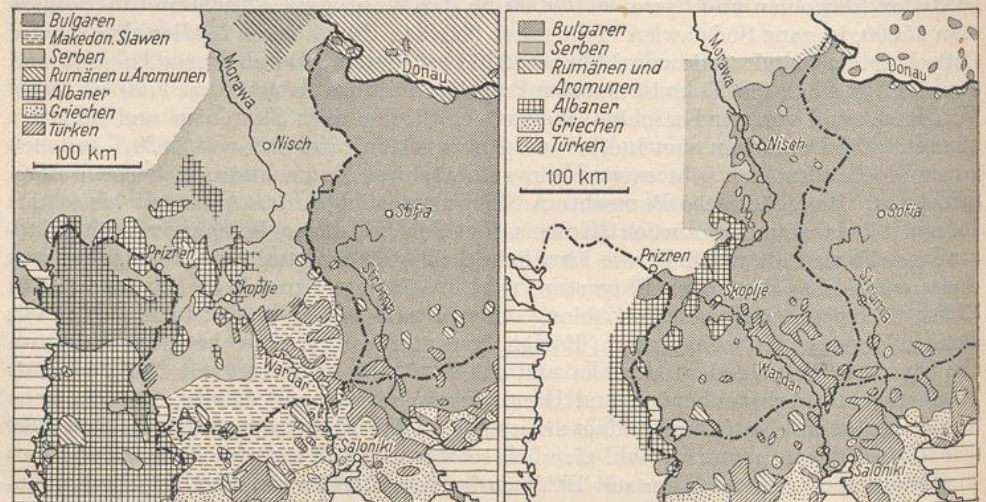 Bulgaren
Makedon. Slawen
Serben
Rumänen u. Aromunen
Albaner
Griechen
Türken
100 km
Morawa
Donau
Nisch
Sofia
Prizren
Struma
Skoplje
Wardar
Saloniki
Bulgaren
Serben
Rumänen und
Aromunen
Albaner
Griechen
Türken
100 km
Morawa
Donau
Nisch
Sofia
Prizren
Struma
Skoplje
Wardar
Saloniki